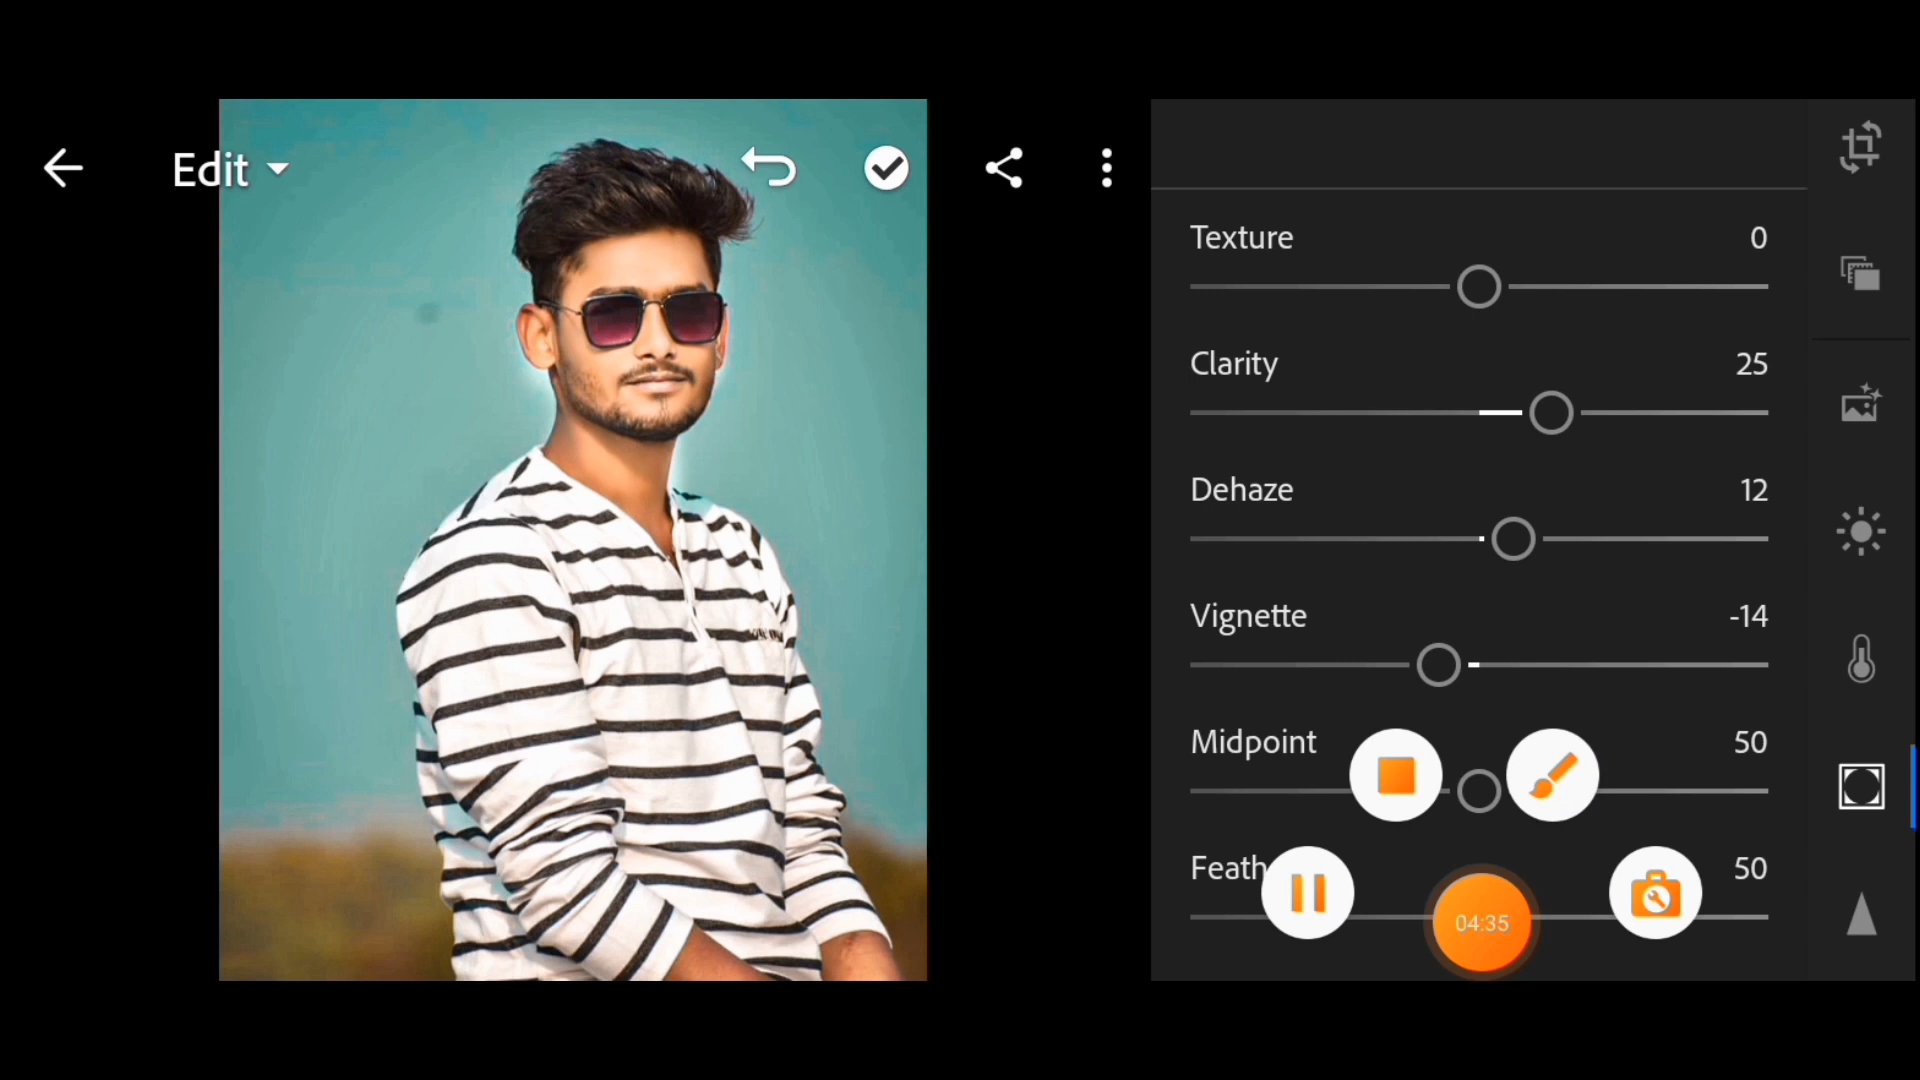 Edit
Texture 0
Clarity 25
Dehaze 12
Vignette -14
Midpoint 50
Feath 50
04:35